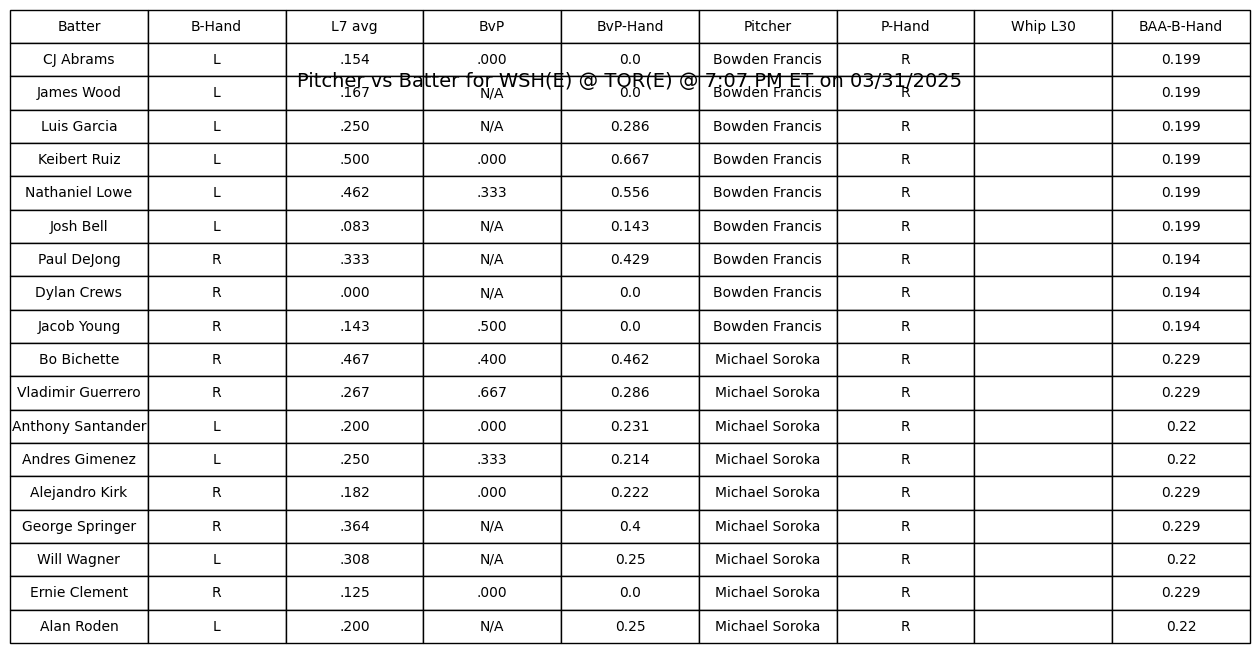 Batter B-Hand L7 avg BvP BvP-Hand Pitcher P-Hand Whip L30 BAA-B-Hand
CJ Abrams L .154 .000 0.0 Bowden Francis R 0.199
Pitcher vs Batter for WSH(E) @ TOR(E) @ 7:07 PM ET on 03/31/2025
James Wood L .167 N/A 0.0 Bowden Francis R 0.199
Luis Garcia L .250 N/A 0.286 Bowden Francis R 0.199
Keibert Ruiz L .500 .000 0.667 Bowden Francis R 0.199
Nathaniel Lowe L .462 .333 0.556 Bowden Francis R 0.199
Josh Bell L .083 N/A 0.143 Bowden Francis R 0.199
Paul DeJong R .333 N/A 0.429 Bowden Francis R 0.194
Dylan Crews R .000 N/A 0.0 Bowden Francis R 0.194
Jacob Young R .143 .500 0.0 Bowden Francis R 0.194
Bo Bichette R .467 .400 0.462 Michael Soroka R 0.229
Vladimir Guerrero R .267 .667 0.286 Michael Soroka R 0.229
Anthony Santander L .200 .000 0.231 Michael Soroka R 0.22
Andres Gimenez L .250 .333 0.214 Michael Soroka R 0.22
Alejandro Kirk R .182 .000 0.222 Michael Soroka R 0.229
George Springer R .364 N/A 0.4 Michael Soroka R 0.229
Will Wagner L .308 N/A 0.25 Michael Soroka R 0.22
Ernie Clement R .125 .000 0.0 Michael Soroka R 0.229
Alan Roden L .200 N/A 0.25 Michael Soroka R 0.22